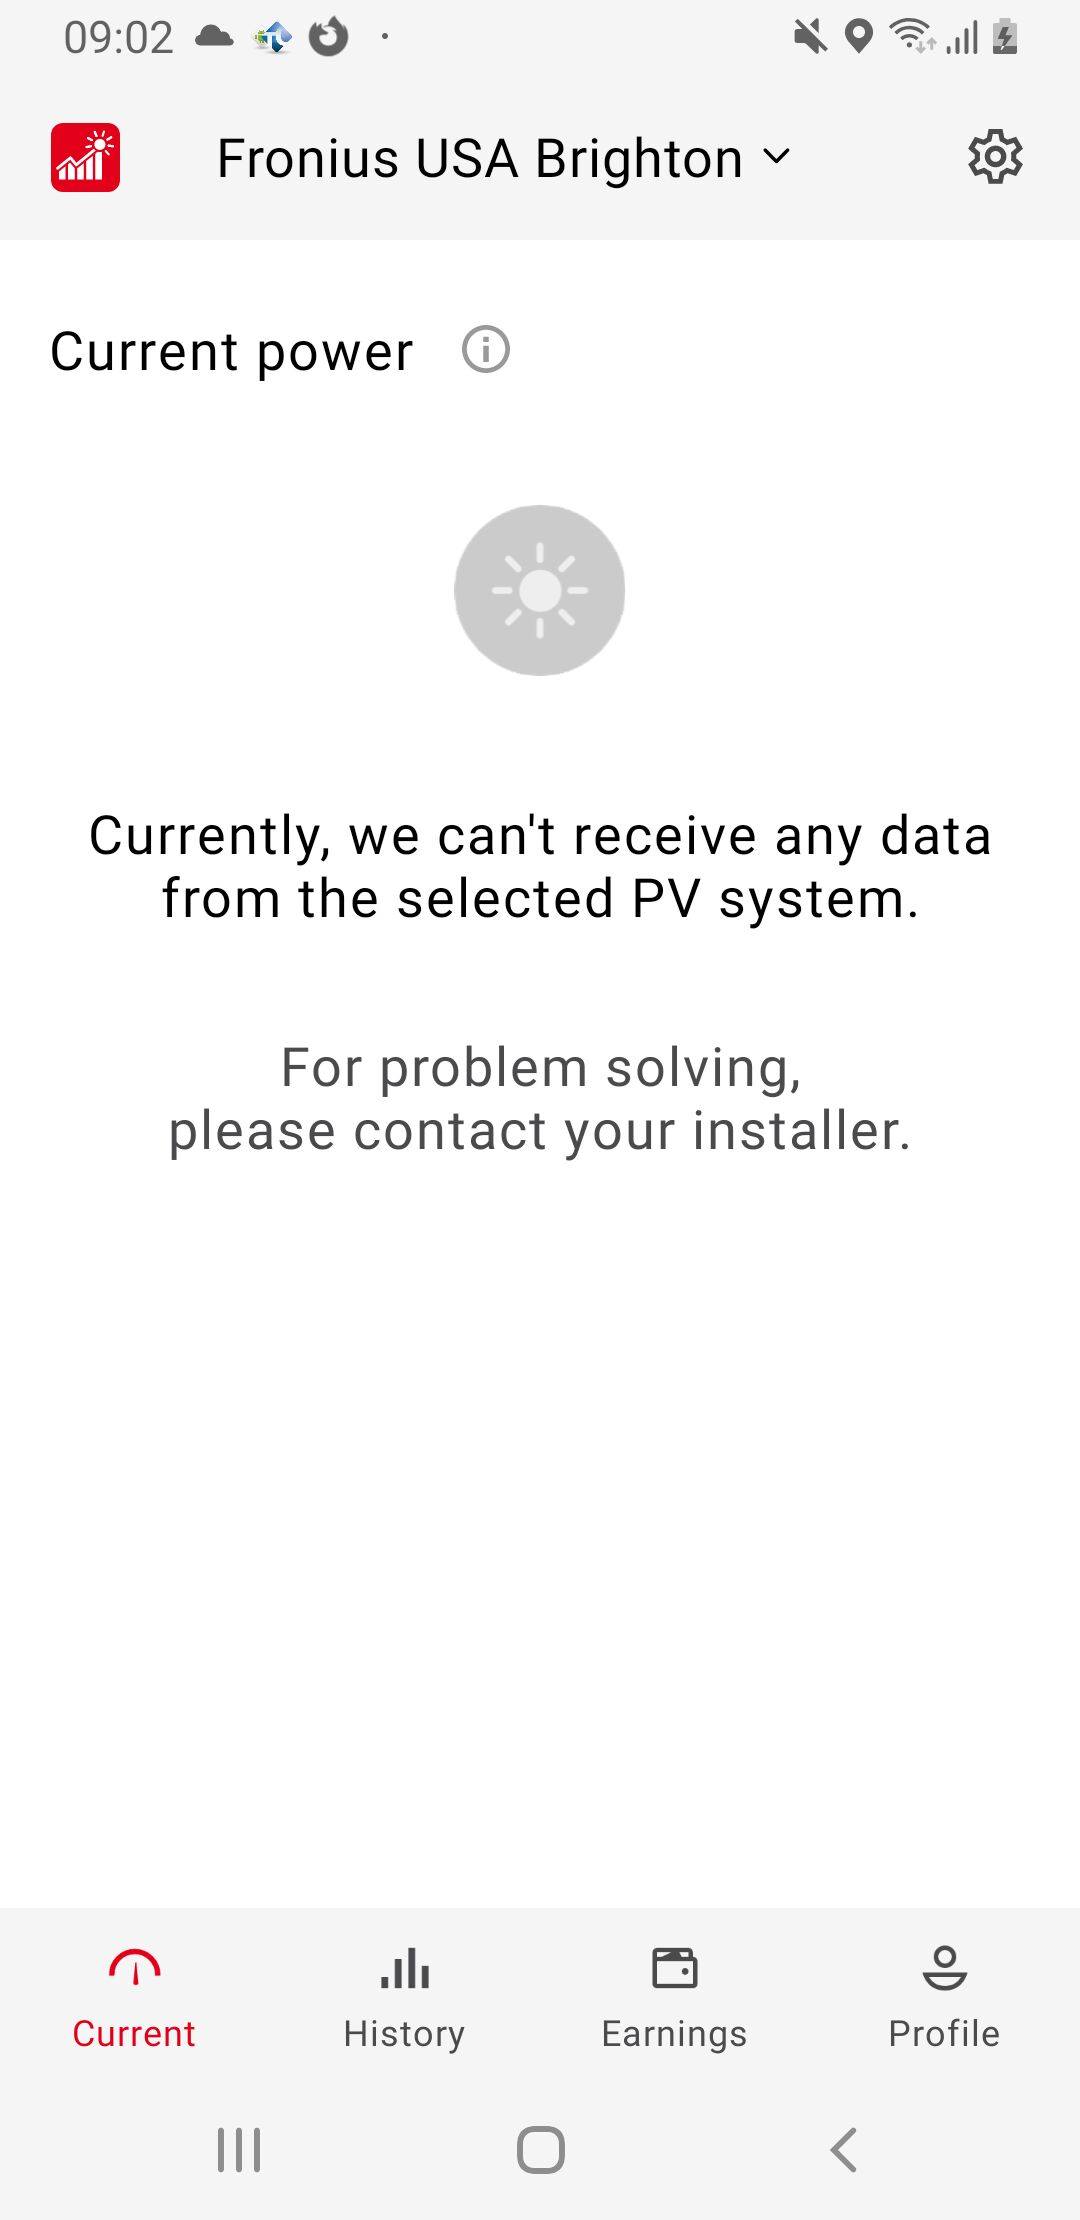 09:02
Fronius USA Brighton
Current power
Currently, we can't receive any data
from the selected PV system.
For problem solving,
please contact your installer.
Current
History
Earnings
Profile